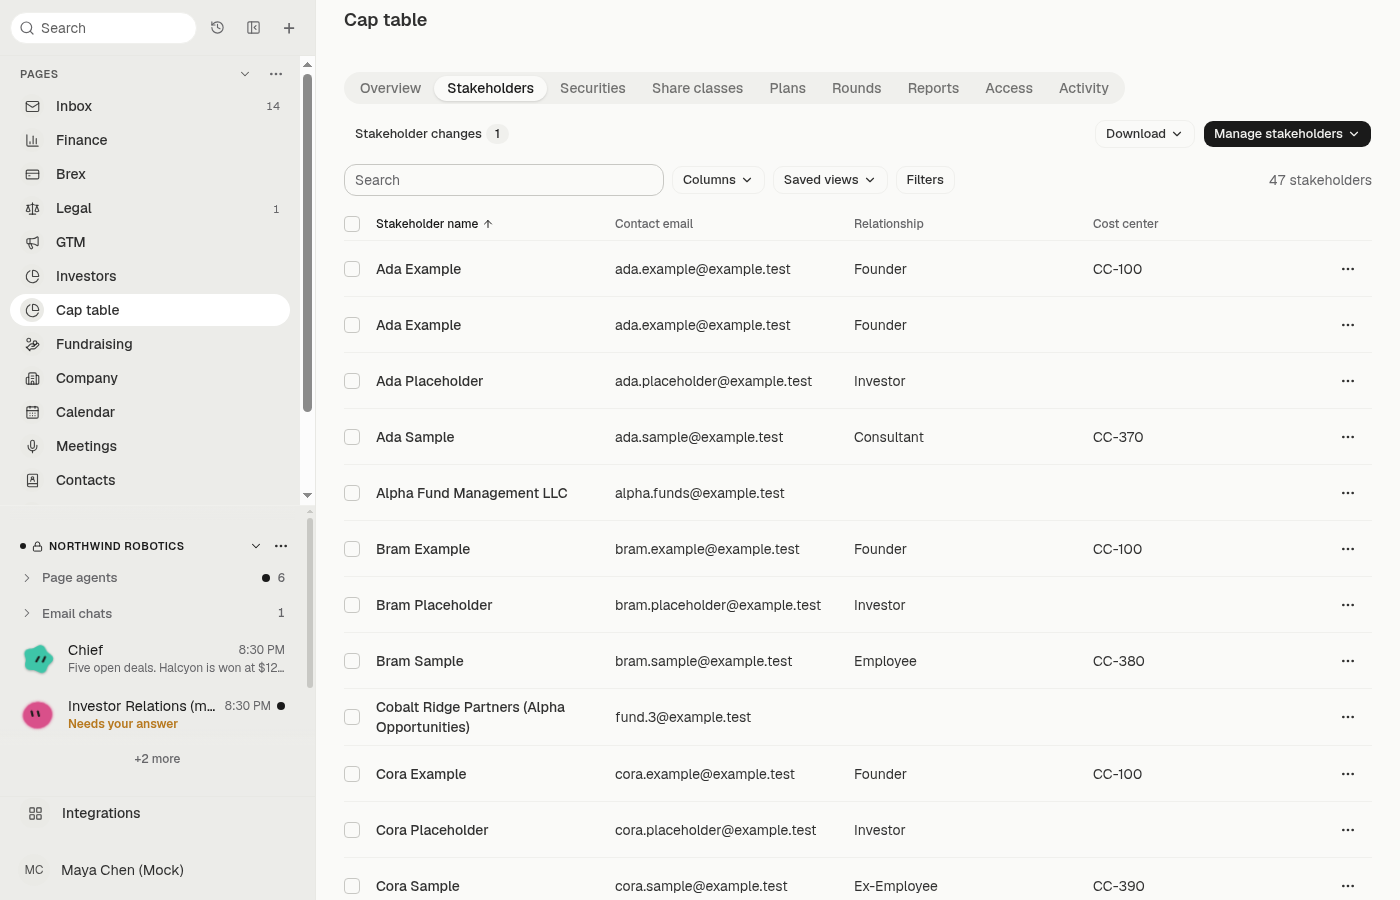 Search
PAGES
Inbox 14
Finance
Brex
Legal 1
GTM
Investors
Cap table
Fundraising
Company
Calendar
Meetings
Contacts
NORTHWIND ROBOTICS
Page agents 6
Email chats 1
Chief 8:30 PM
Five open deals. Halcyon is won at $12...
Investor Relations (m... 8:30 PM
Needs your answer
+2 more
Integrations
MC Maya Chen (Mock)
Cap table
Overview Stakeholders Securities Share classes Plans Rounds Reports Access Activity
Stakeholder changes 1 Download Manage stakeholders
Search Columns Saved views Filters 47 stakeholders
Stakeholder name Contact email Relationship Cost center
Ada Example ada.example@example.test Founder CC-100
Ada Example ada.example@example.test Founder
Ada Placeholder ada.placeholder@example.test Investor
Ada Sample ada.sample@example.test Consultant CC-370
Alpha Fund Management LLC alpha.funds@example.test
Bram Example bram.example@example.test Founder CC-100
Bram Placeholder bram.placeholder@example.test Investor
Bram Sample bram.sample@example.test Employee CC-380
Cobalt Ridge Partners (Alpha
Opportunities) fund.3@example.test
Cora Example cora.example@example.test Founder CC-100
Cora Placeholder cora.placeholder@example.test Investor
Cora Sample cora.sample@example.test Ex-Employee CC-390